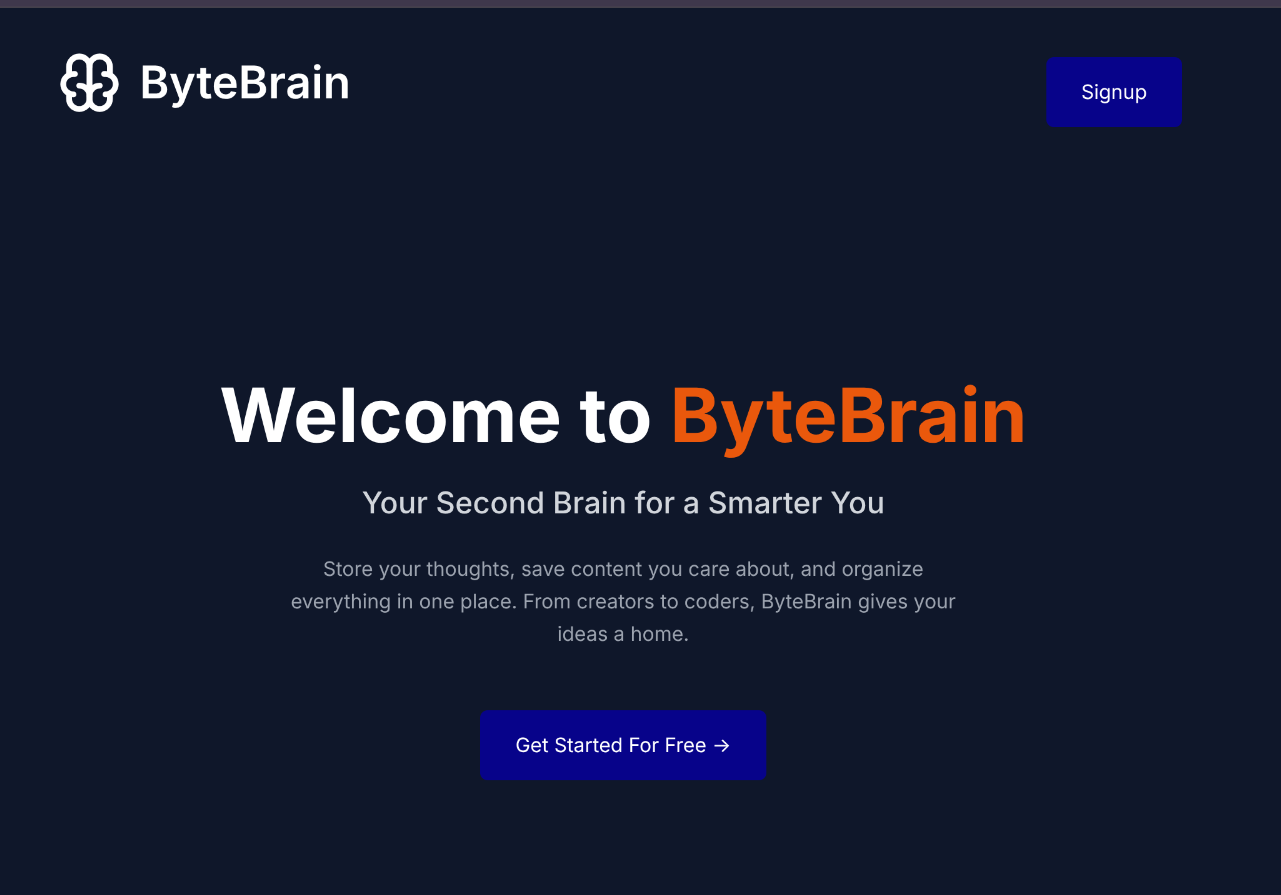 ByteBrain
Signup
Welcome to ByteBrain
Your Second Brain for a Smarter You
Store your thoughts, save content you care about, and organize
everything in one place. From creators to coders, ByteBrain gives your
ideas a home.
Get Started For Free →